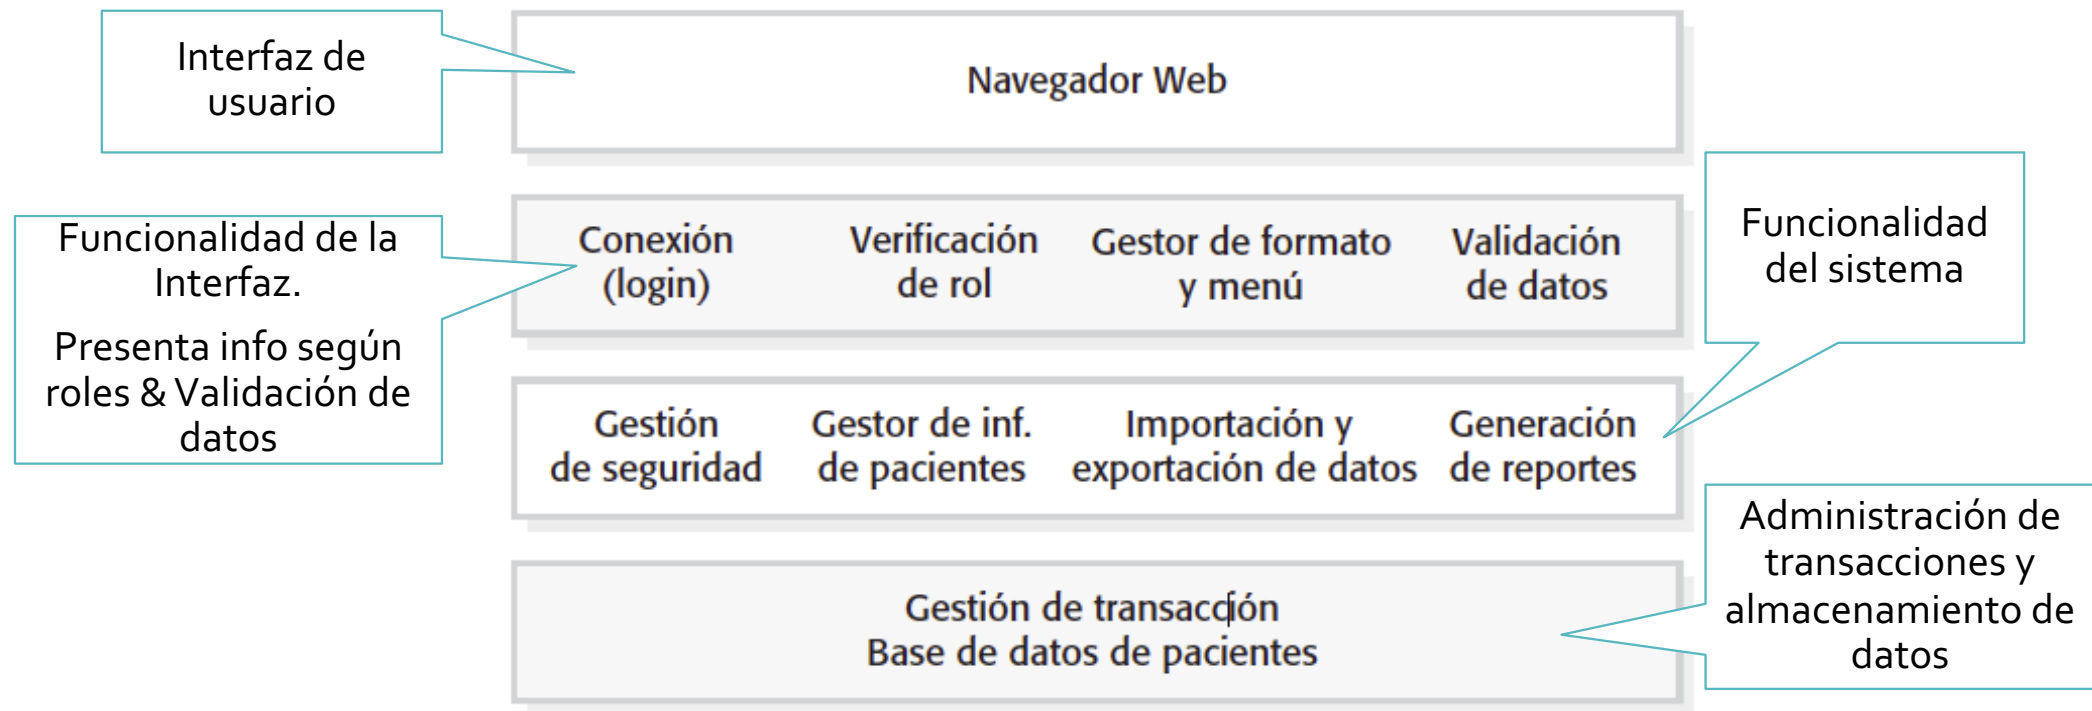 Interfaz de
usuario
Navegador Web
Funcionalidad de la
Interfaz.
Presenta info según
roles & Validación de
datos
Conexión
(login)
Verificación
de rol
Gestor de formato
y menú
Validación
de datos
Funcionalidad
del sistema
Gestión
de seguridad
Gestor de inf.
de pacientes
Importación y
exportación de datos
Generación
de reportes
Gestión de transacción
Base de datos de pacientes
Administración de
transacciones y
almacenamiento de
datos